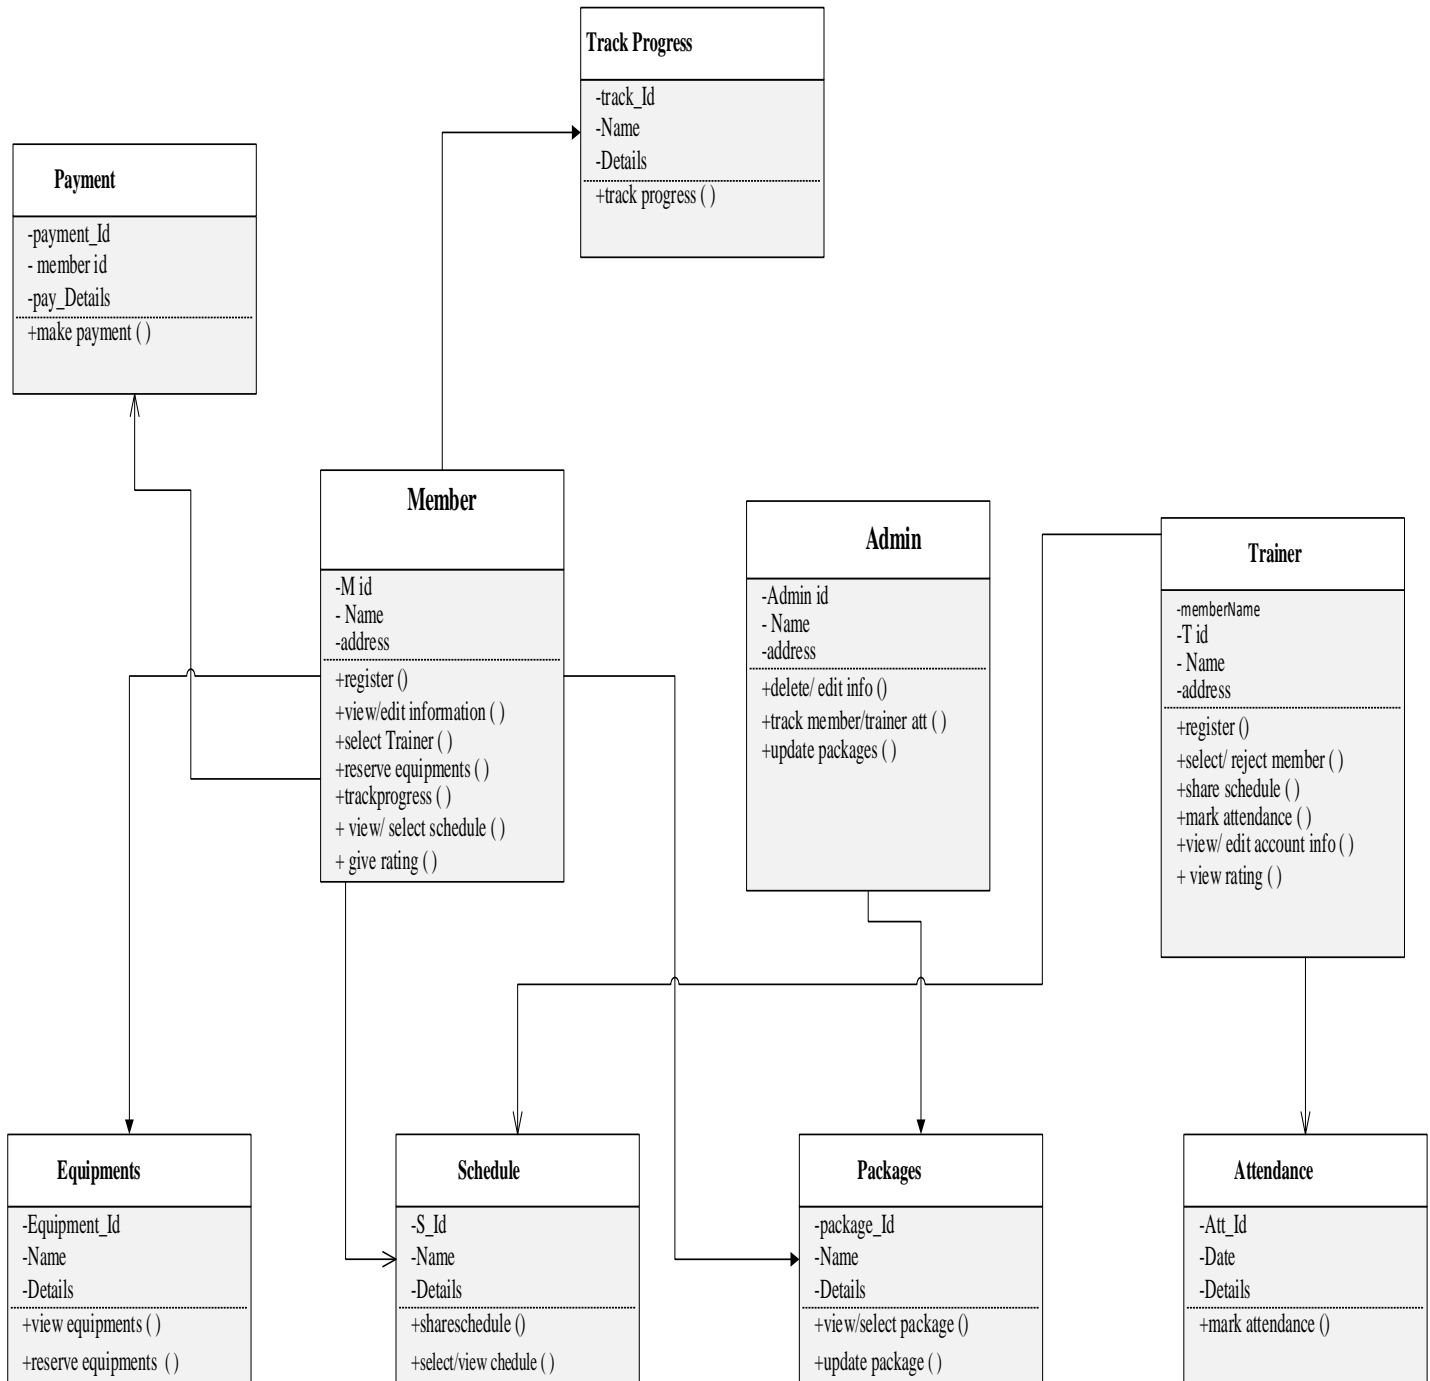 Track Progress
-track_Id
-Name
-Details
+track progress ( )
Payment
-payment_Id
- member id
-pay_Details
+make payment ( )
Member
-M id
- Name
-address
+register ()
+view/edit information ( )
+select Trainer ( )
+reserve equipments ( )
+trackprogress ( )
+ view/ select schedule ( )
+ give rating ( )
Admin
-Admin id
- Name
-address
+delete/ edit info ()
+track member/trainer att ( )
+update packages ( )
Trainer
-memberName
-T id
- Name
-address
+register ()
+select/ reject member ( )
+share schedule ( )
+mark attendance ( )
+view/ edit account info ( )
+ view rating ( )
Equipments
-Equipment_Id
-Name
-Details
+view equipments ( )
+reserve equipments ( )
Schedule
-S_Id
-Name
-Details
+shareschedule ()
+select/view chedule ( )
Packages
-package_Id
-Name
-Details
+view/select package ()
+update package ( )
Attendance
-Att_Id
-Date
-Details
+mark attendance ()